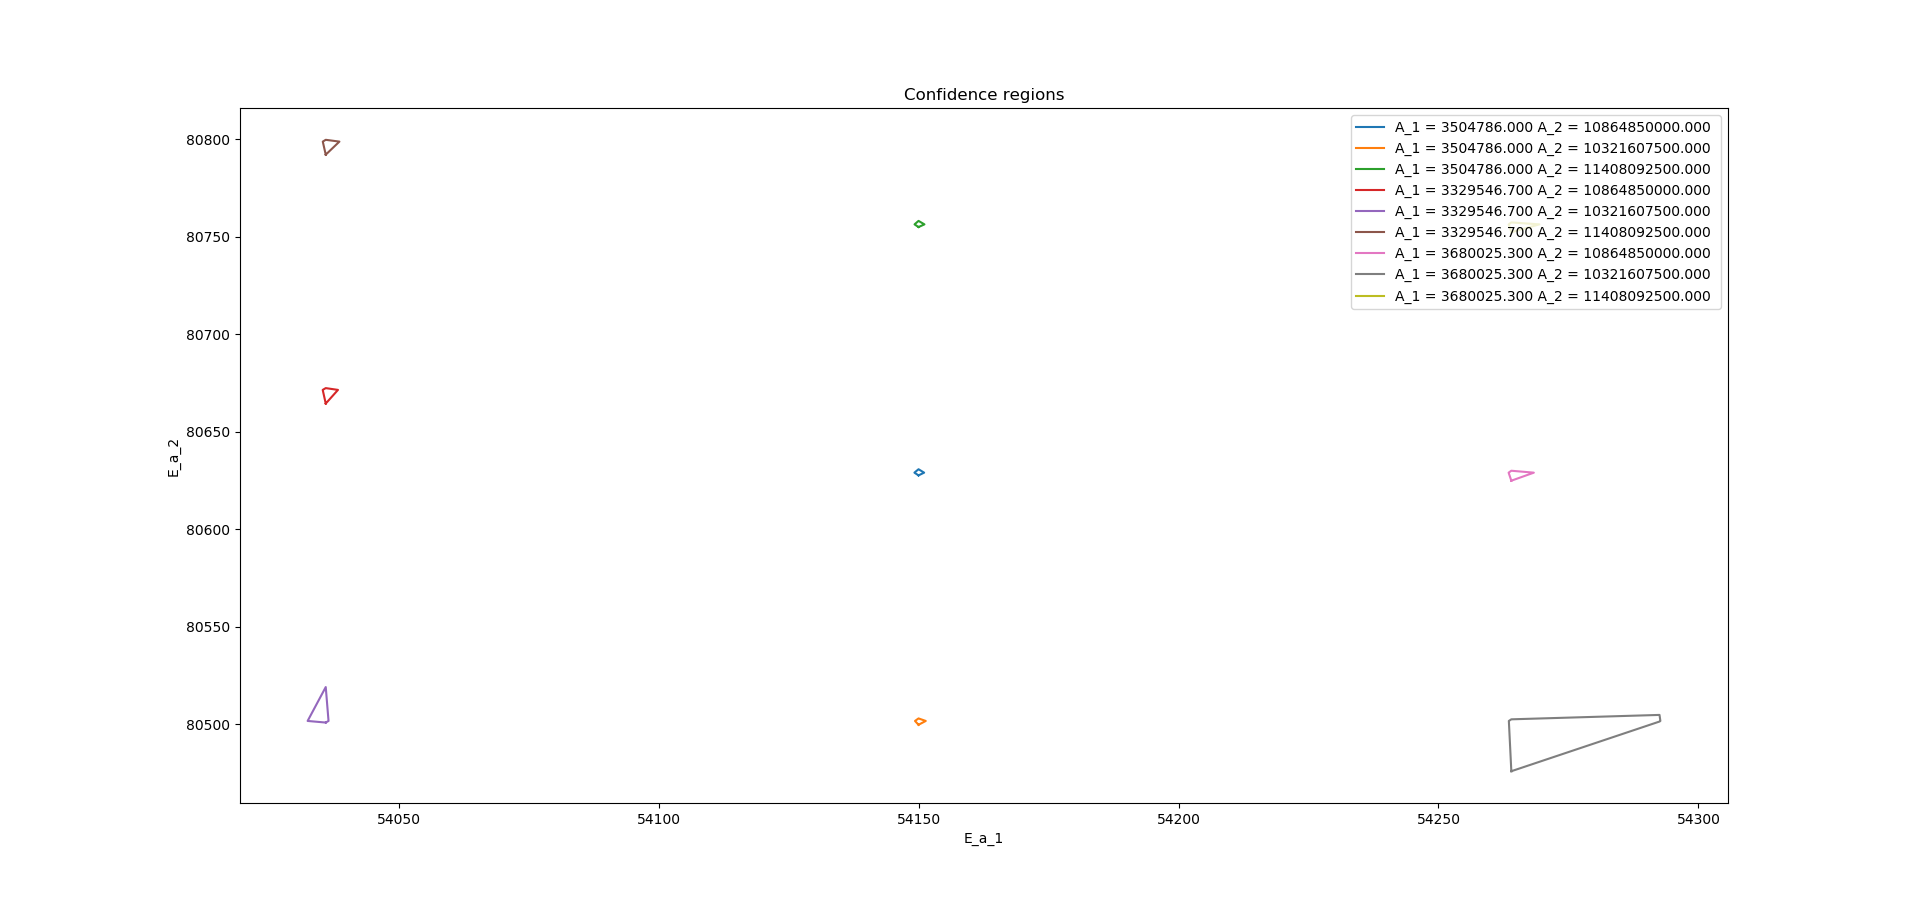 Confidence regions
A_1 = 3504786.000 A_2 = 10864850000.000
A_1 = 3504786.000 A_2 = 10321607500.000
A_1 = 3504786.000 A_2 = 11408092500.000
A_1 = 3329546.700 A_2 = 10864850000.000
A_1 = 3329546.700 A_2 = 10321607500.000
A_1 = 3329546.700 A_2 = 11408092500.000
A_1 = 3680025.300 A_2 = 10864850000.000
A_1 = 3680025.300 A_2 = 10321607500.000
A_1 = 3680025.300 A_2 = 11408092500.000
80800
80750
80700
80650
80600
80550
80500
E_a_2
54050
54100
54150
54200
54250
54300
E_a_1